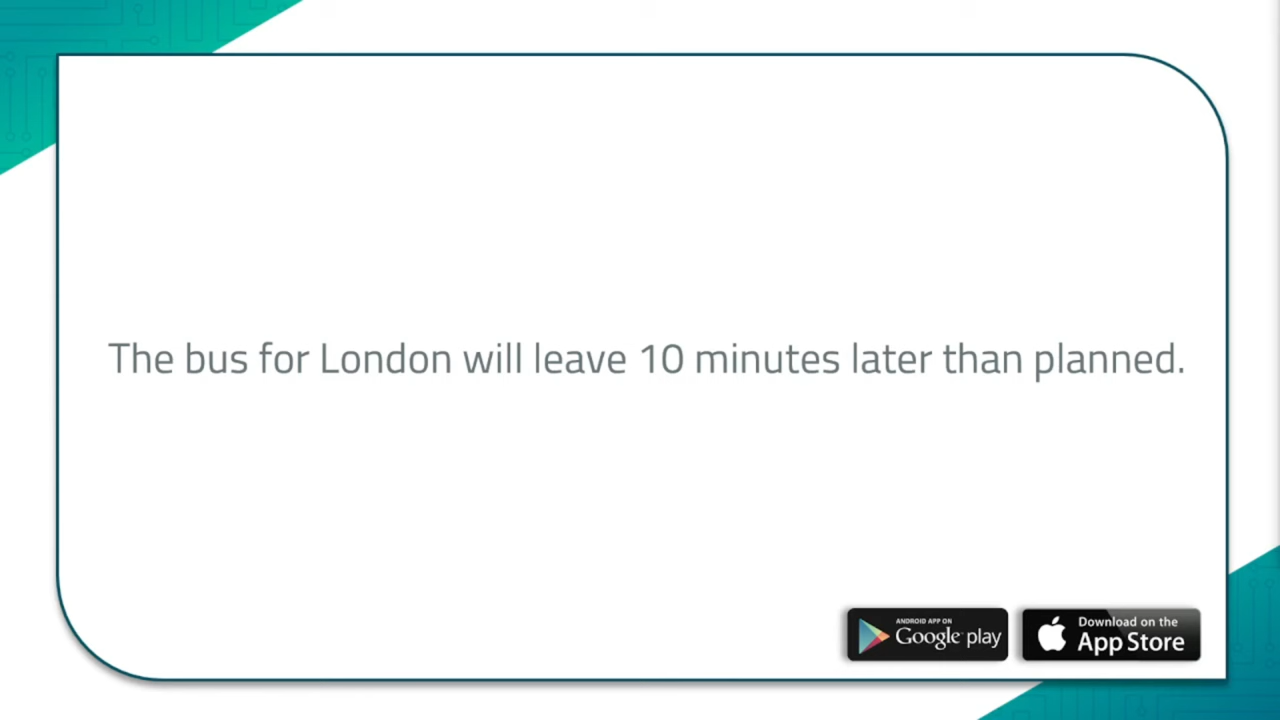 The bus for London will leave 10 minutes later than planned.
ANDROID APP ON
Google play
Download on the
App Store